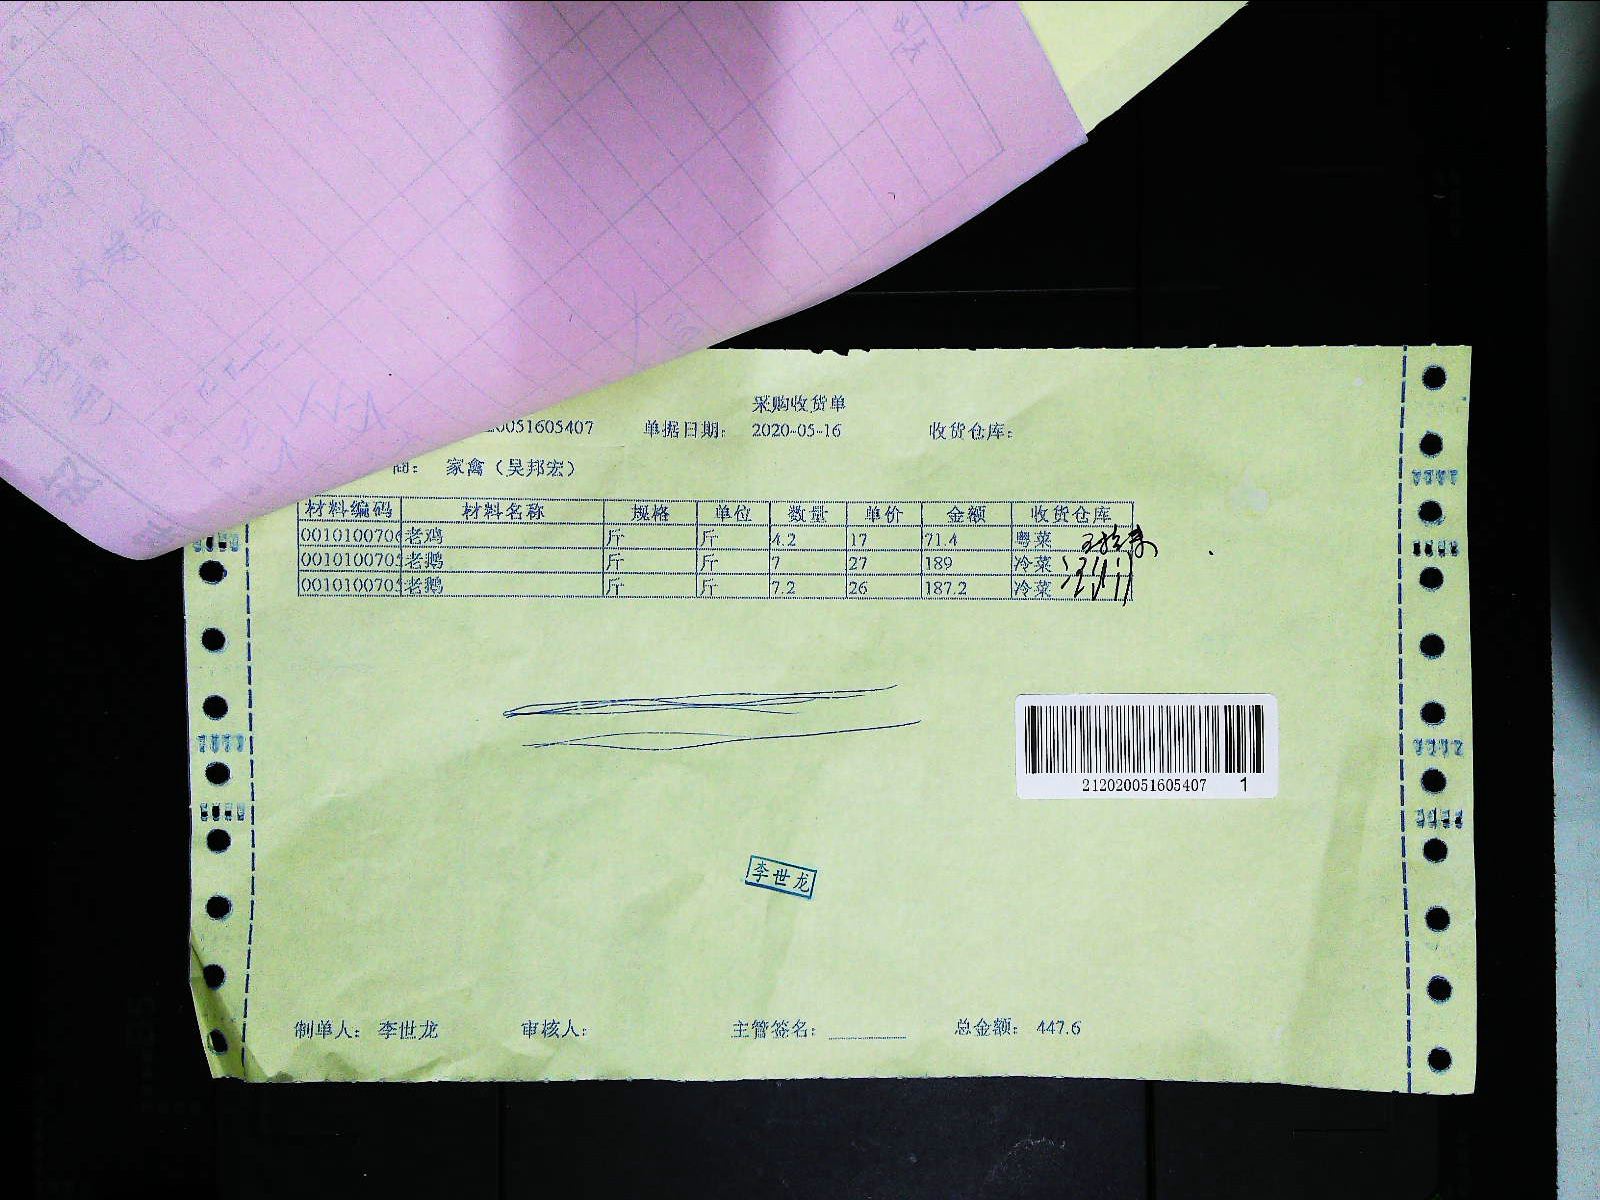 采购收货单
20051605407 单据日期: 2020-05-16 收货仓库:
商: 家禽（吴邦宏）
材料编码 材料名称 规格 单位 数量 单价 金额 收货仓库
0010100706 老鸡 斤 斤 4.2 17 71.4 粤菜
001010070 老鹅 斤 斤 7 27 189 冷菜
001010070 老鹅 斤 斤 7.2 26 187.2 冷菜
212020051605407 1
李世龙
制单人: 李世龙 审核人: 主管签名: 总金额: 447.6